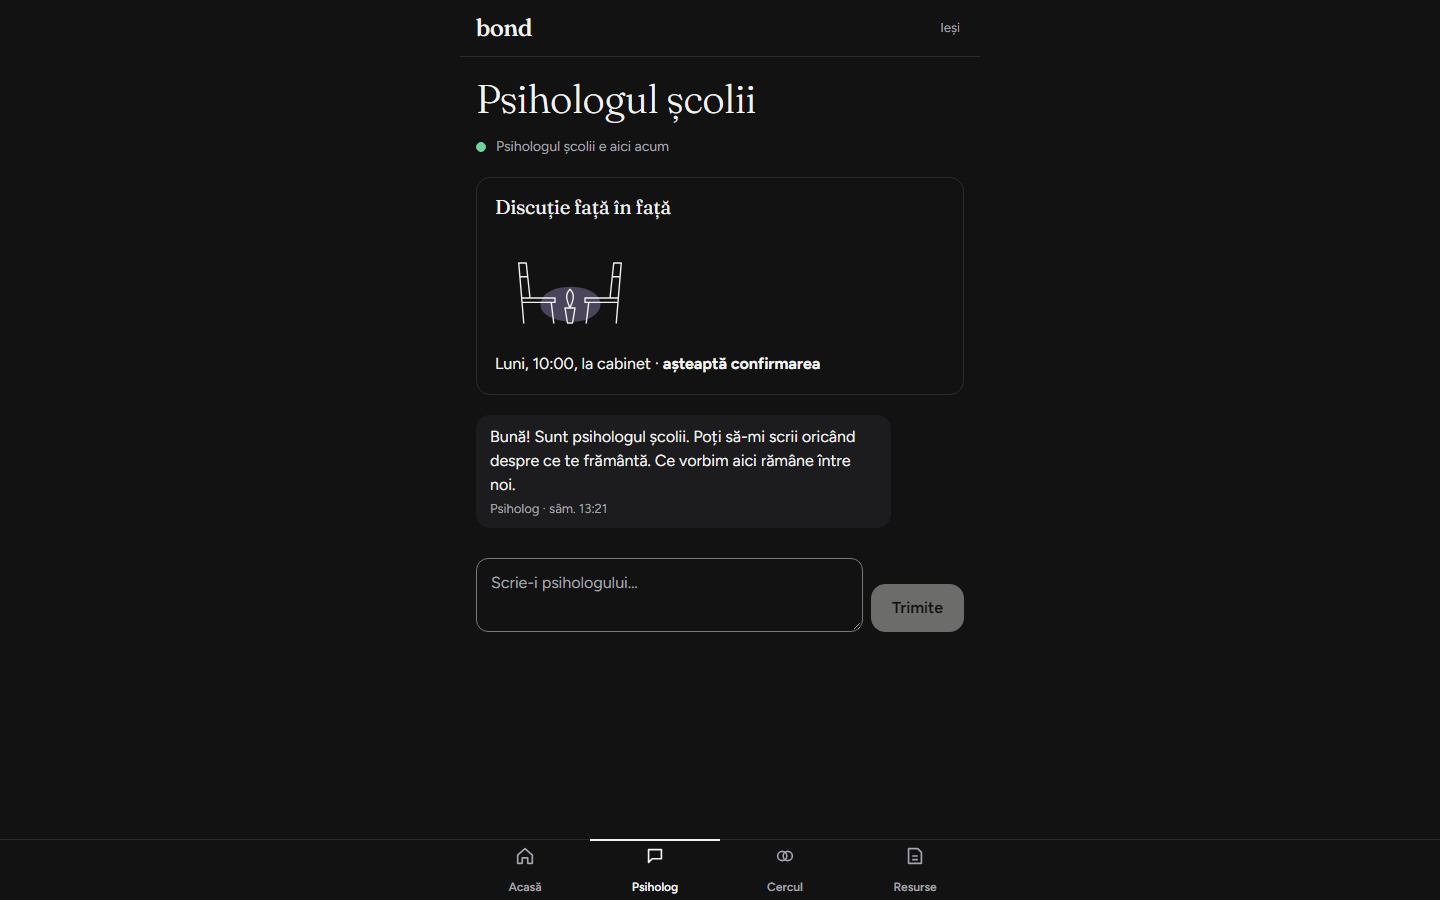 bond
Ieși
Psihologul școlii
Psihologul școlii e aici acum
Discuție față în față
Luni, 10:00, la cabinet · așteaptă confirmarea
Bună! Sunt psihologul școlii. Poți să-mi scrii oricând
despre ce te frământă. Ce vorbim aici rămâne între
noi.
Psiholog · sâm. 13:21
Scrie-i psihologului...
Trimite
Acasă
Psiholog
Cercul
Resurse